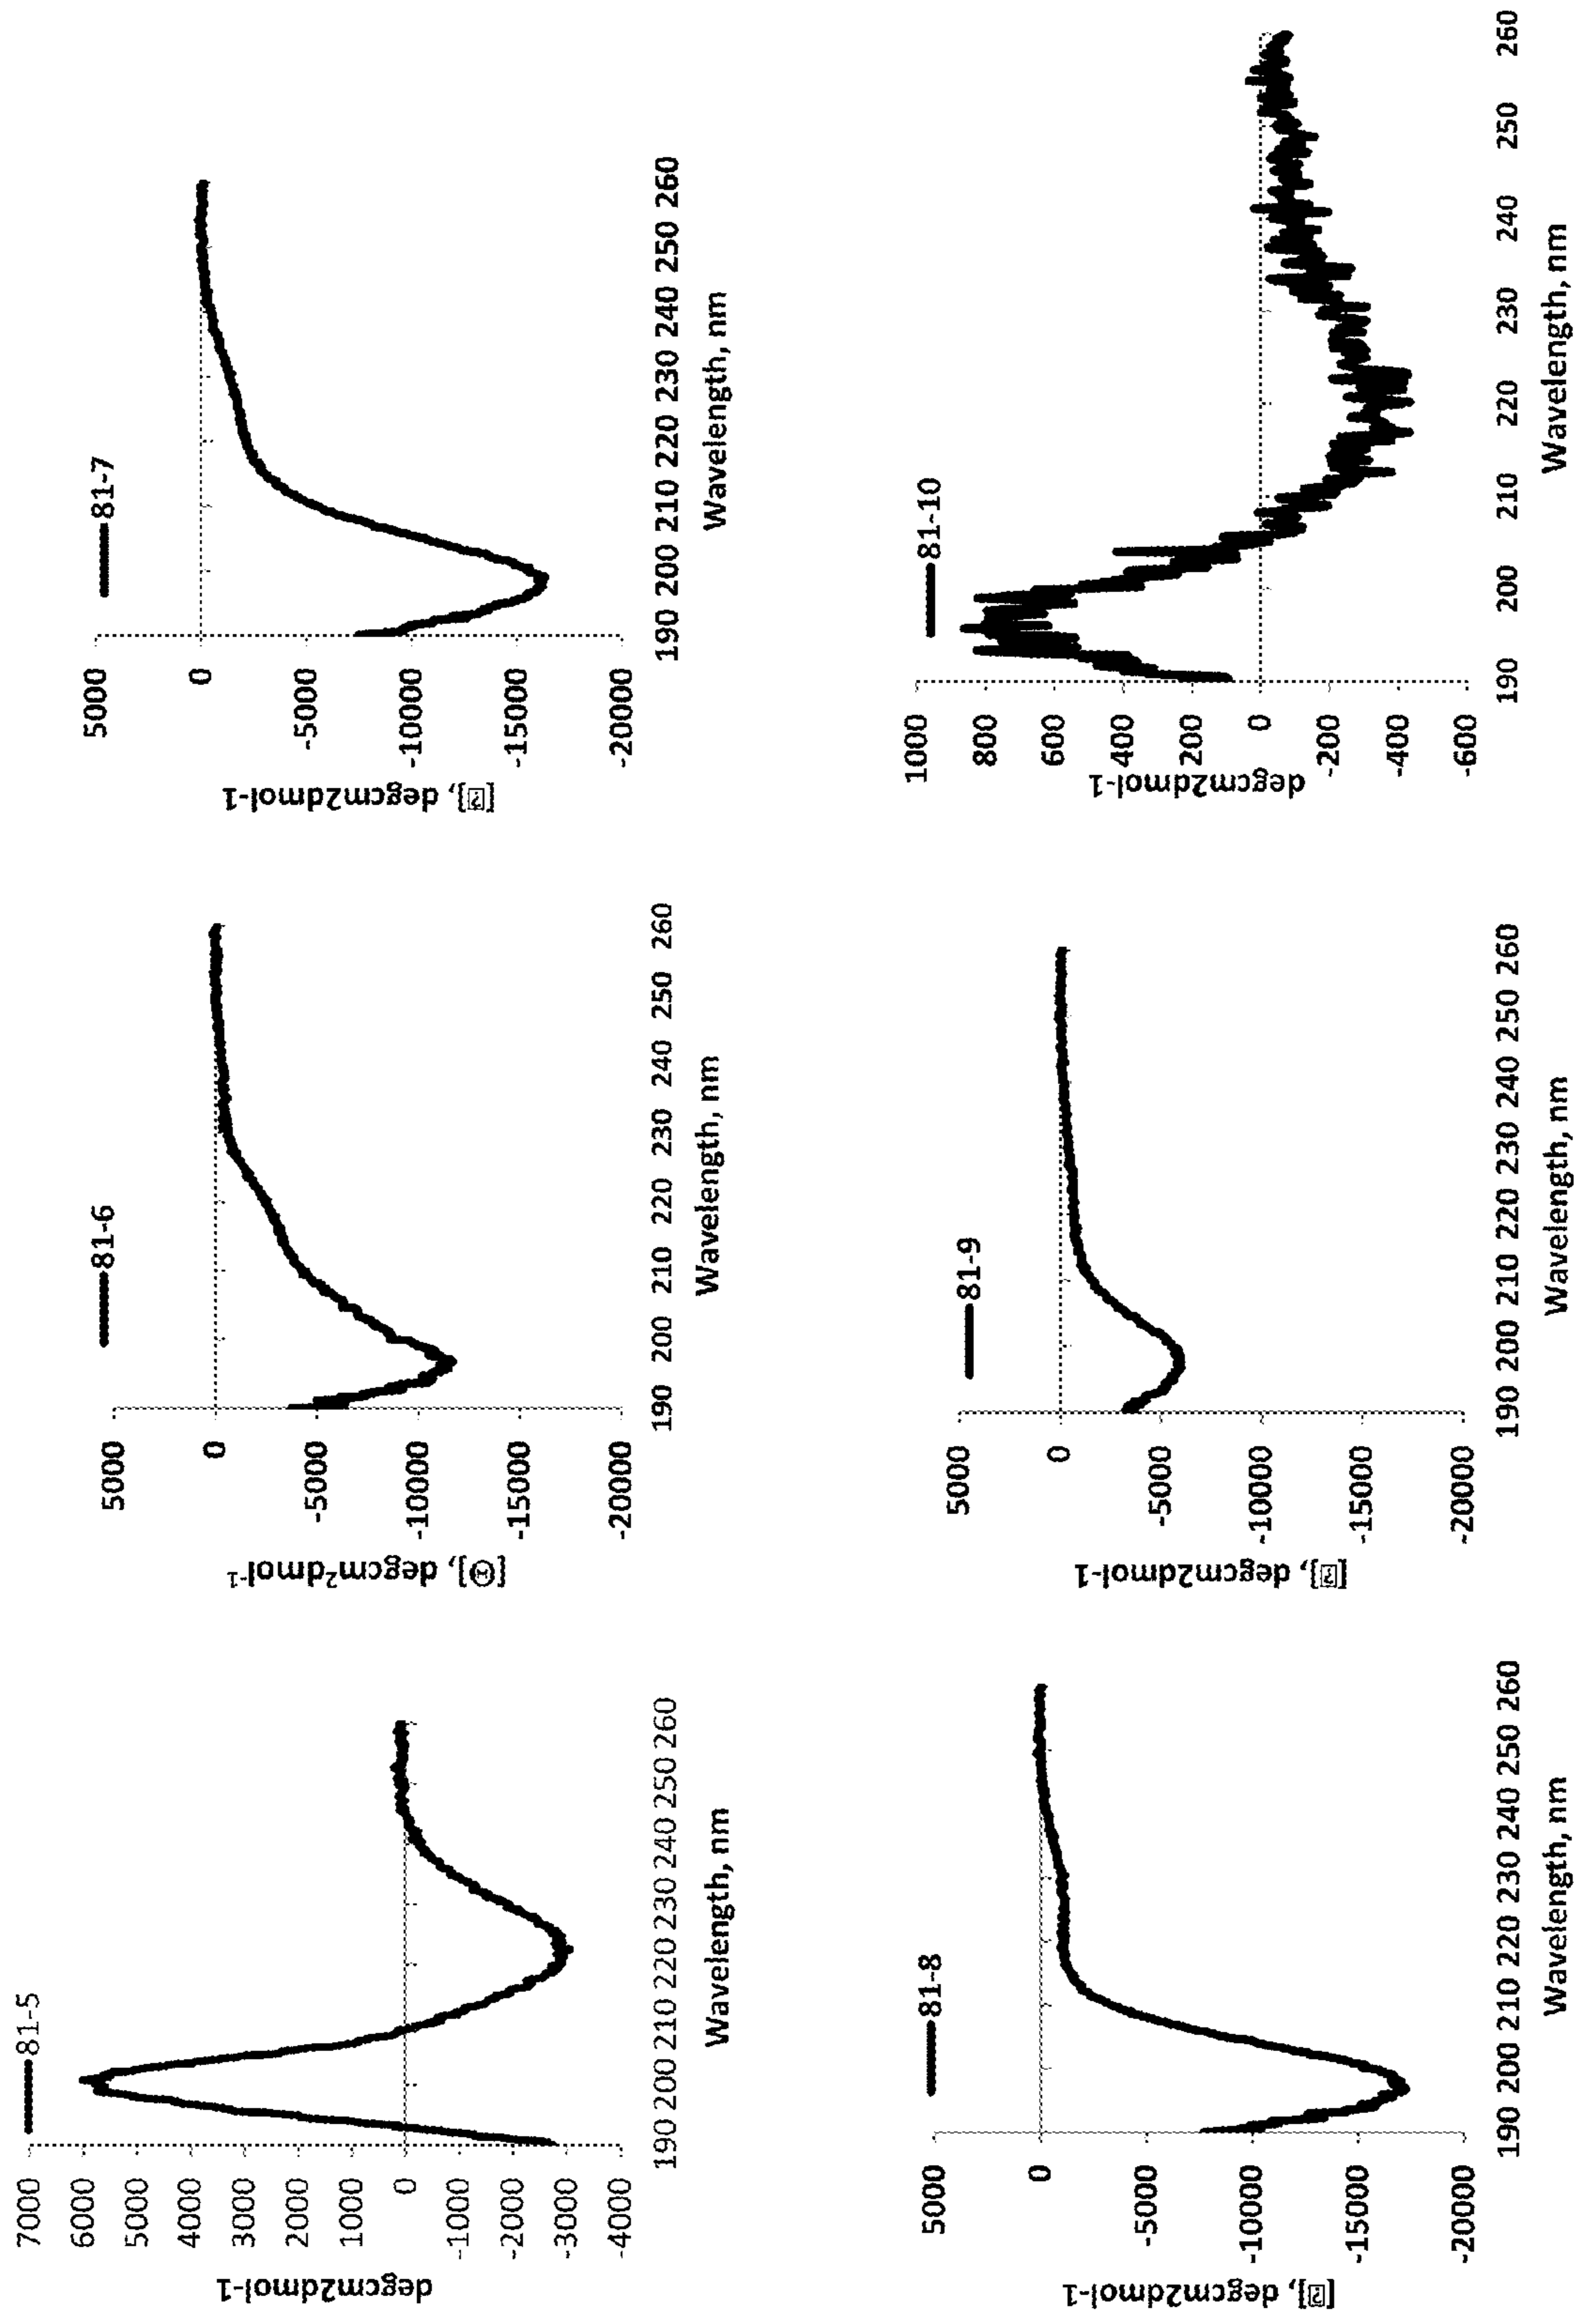 81-5
degcm2dmol-1
7000
6000
5000
4000
3000
2000
1000
0
-1000
-2000
-3000
-4000
190 200 210 220 230 240 250 260
Wavelength, nm
81-6
[Θ], degcm²dmol⁻¹
5000
0
-5000
-10000
-15000
-20000
190 200 210 220 230 240 250 260
Wavelength, nm
81-7
[⍰], degcm2dmol-1
5000
0
-5000
-10000
-15000
-20000
190 200 210 220 230 240 250 260
Wavelength, nm
81-8
[⍰], degcm2dmol-1
5000
0
-5000
-10000
-15000
-20000
190 200 210 220 230 240 250 260
Wavelength, nm
81-9
[⍰], degcm2dmol-1
5000
0
-5000
-10000
-15000
-20000
190 200 210 220 230 240 250 260
Wavelength, nm
81-10
degcm2dmol-1
1000
800
600
400
200
0
-200
-400
-600
190 200 210 220 230 240 250 260
Wavelength, nm